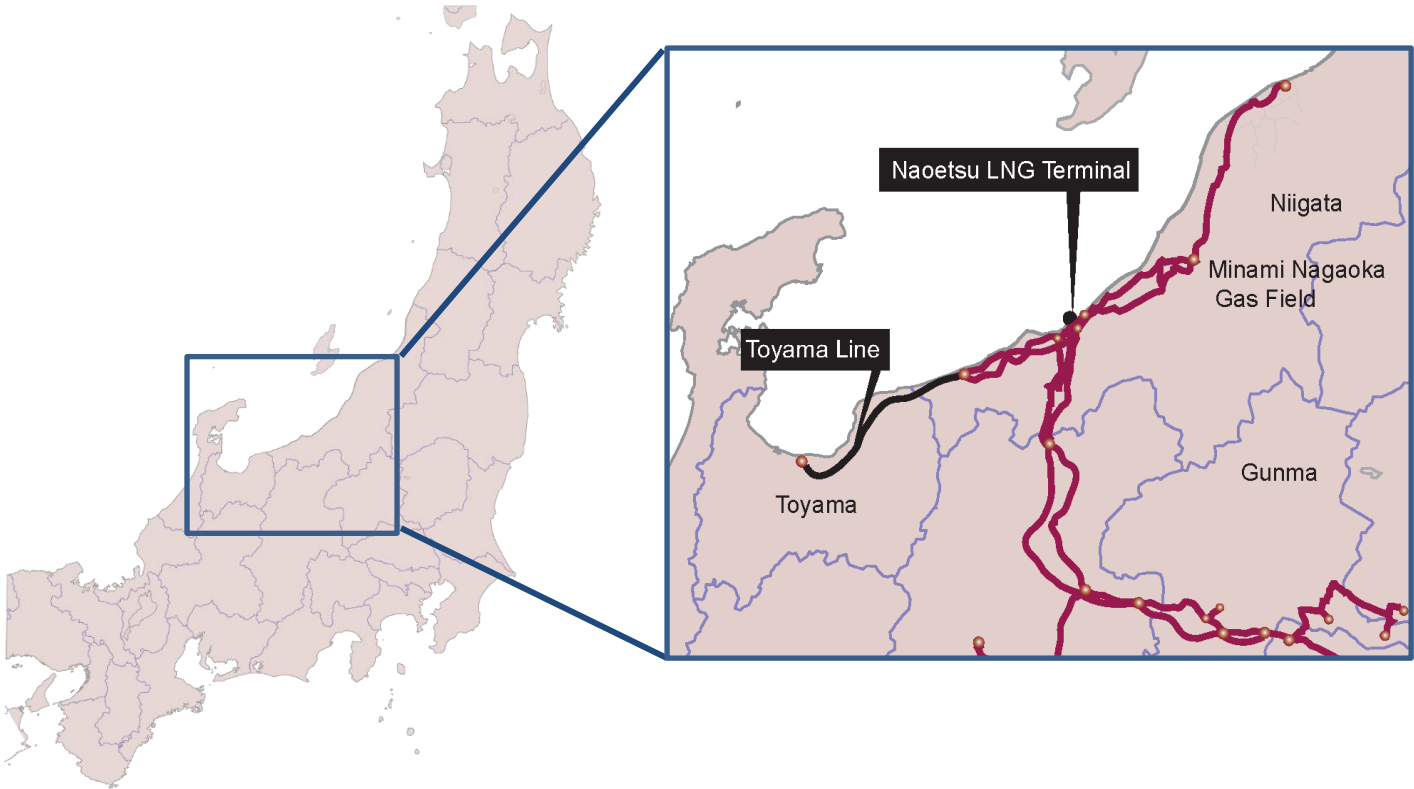 Naoetsu LNG Terminal
Niigata
Minami Nagaoka
Gas Field
Toyama Line
Gunma
Toyama